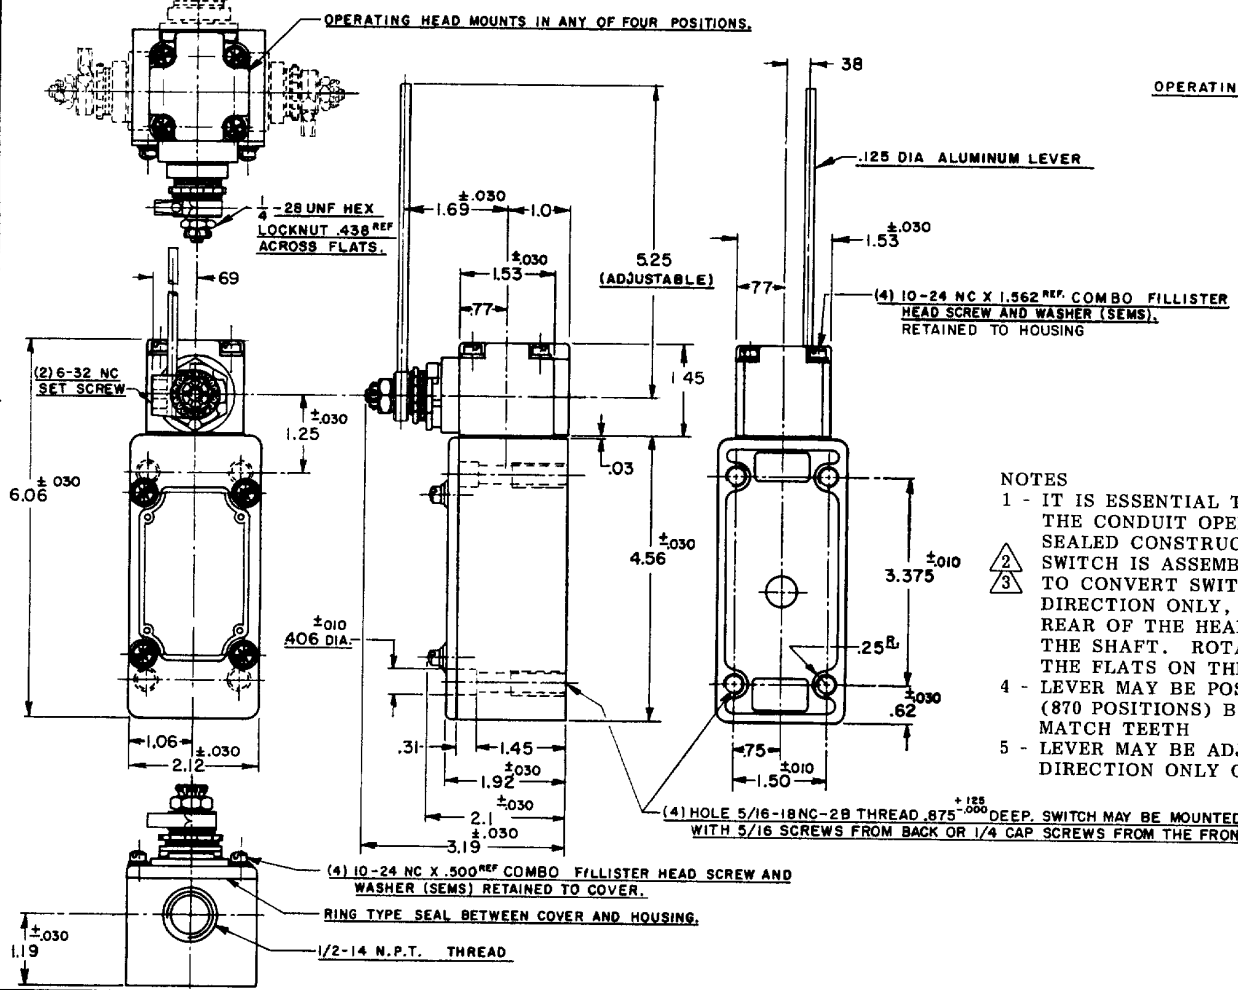 OPERATING HEAD MOUNTS IN ANY OF FOUR POSITIONS.
38
OPERATIN
.125 DIA ALUMINUM LEVER
1/4-28 UNF HEX
LOCKNUT .438 REF
ACROSS FLATS.
±.030
1.69
1.0
5.25
(ADJUSTABLE)
±.030
1.53
.77
±.030
1.53
.77
69
(4) 10-24 NC X 1.562 REF. COMBO FILLISTER
HEAD SCREW AND WASHER (SEMS).
RETAINED TO HOUSING
(2) 6-32 NC
SET SCREW
±.030
1.25
1.45
.03
6.06 ±.030
4.56 ±.030
3.375 ±.010
NOTES
1 - IT IS ESSENTIAL T
THE CONDUIT OPE
SEALED CONSTRUC
2 SWITCH IS ASSEMB
3 TO CONVERT SWIT
DIRECTION ONLY,
REAR OF THE HEA
THE SHAFT. ROTA
THE FLATS ON TH
4 - LEVER MAY BE POS
(870 POSITIONS) B
MATCH TEETH
5 - LEVER MAY BE AD
DIRECTION ONLY O
±.010
.406 DIA.
.25 R.
±.030
.62
1.06
±.030
2.12
.31
1.45
±.030
1.92
±.030
2.1
±.030
3.19
.75
±.010
1.50
(4) HOLE 5/16-18NC-2B THREAD .875 +.125 -.000 DEEP. SWITCH MAY BE MOUNTED
WITH 5/16 SCREWS FROM BACK OR 1/4 CAP SCREWS FROM THE FRON
(4) 10-24 NC X .500 REF COMBO FILLISTER HEAD SCREW AND
WASHER (SEMS) RETAINED TO COVER.
RING TYPE SEAL BETWEEN COVER AND HOUSING.
1/2-14 N.P.T. THREAD
±.030
1.19